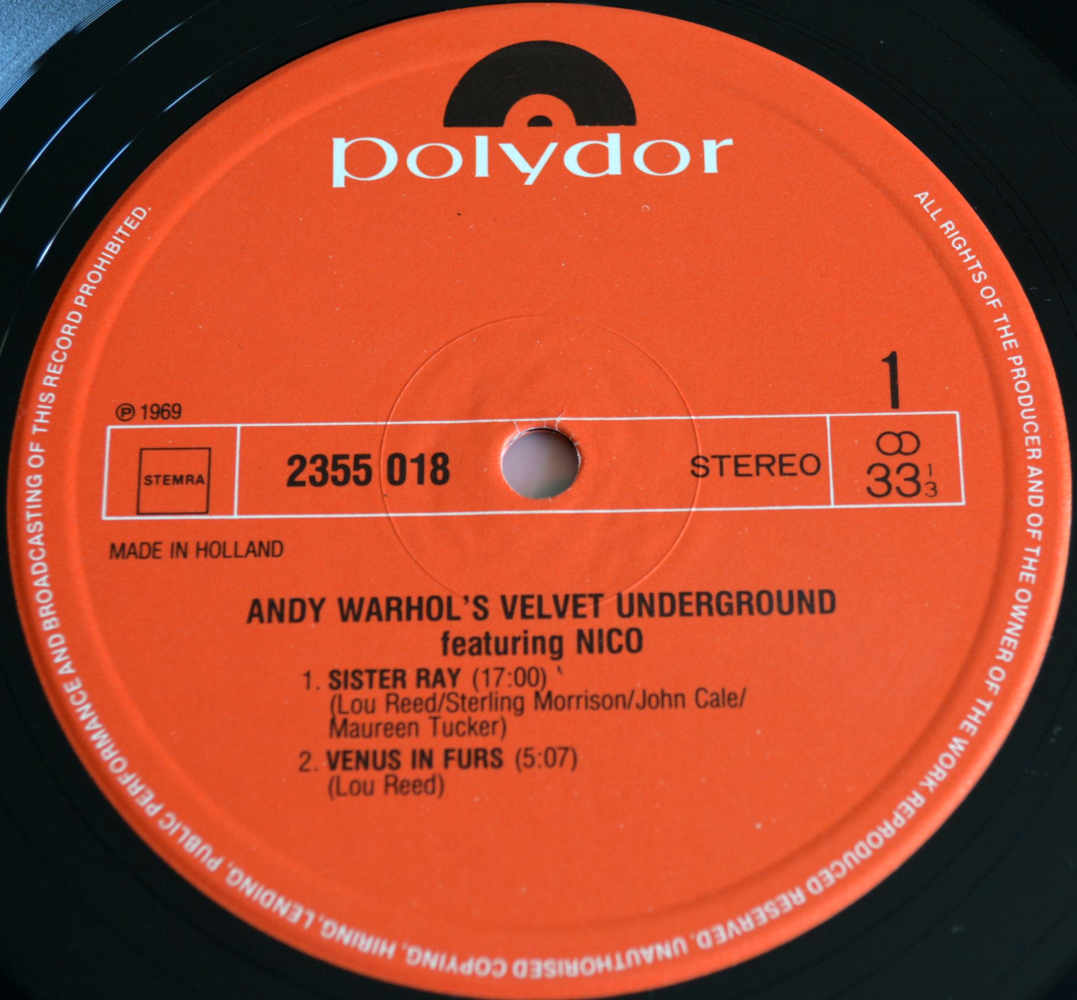 polydor
ALL RIGHTS OF THE PRODUCER AND OF THE OWNER OF THE WORK REPRODUCED RESERVED. UNAUTHORISED COPYING, HIRING, LENDING, PUBLIC PERFORMANCE AND BROADCASTING OF THIS RECORD PROHIBITED.
1
℗ 1969
STEMRA
2355 018
STEREO
33 1/3
MADE IN HOLLAND
ANDY WARHOL'S VELVET UNDERGROUND
featuring NICO
1. SISTER RAY (17:00)
(Lou Reed/Sterling Morrison/John Cale/
Maureen Tucker)
2. VENUS IN FURS (5:07)
(Lou Reed)